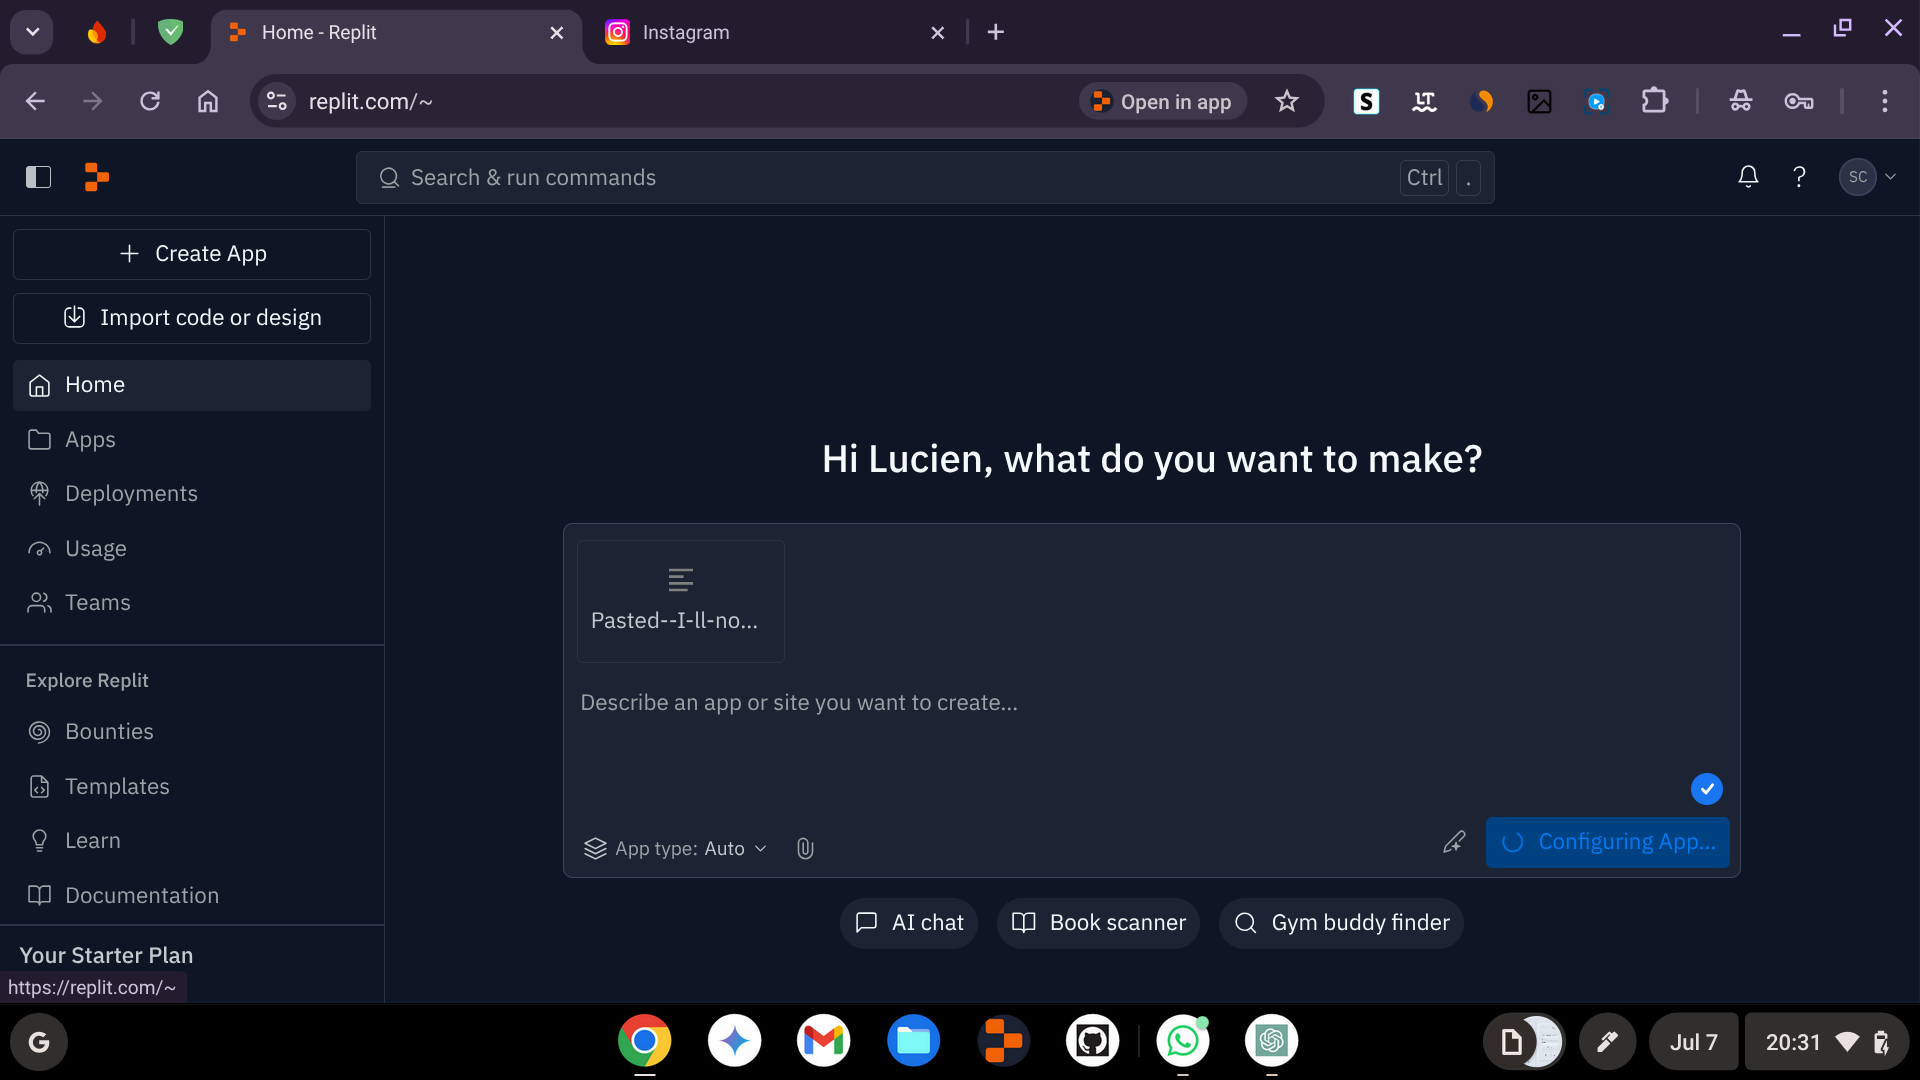 Home - Replit
Instagram
replit.com/~
Open in app
S
LT
Search & run commands
Ctrl
.
?
SC
Create App
Import code or design
Home
Apps
Deployments
Usage
Teams
Explore Replit
Bounties
Templates
Learn
Documentation
Your Starter Plan
https://replit.com/~
Hi Lucien, what do you want to make?
Pasted--I-ll-no...
Describe an app or site you want to create...
App type: Auto
Configuring App...
AI chat
Book scanner
Gym buddy finder
G
Jul 7
20:31